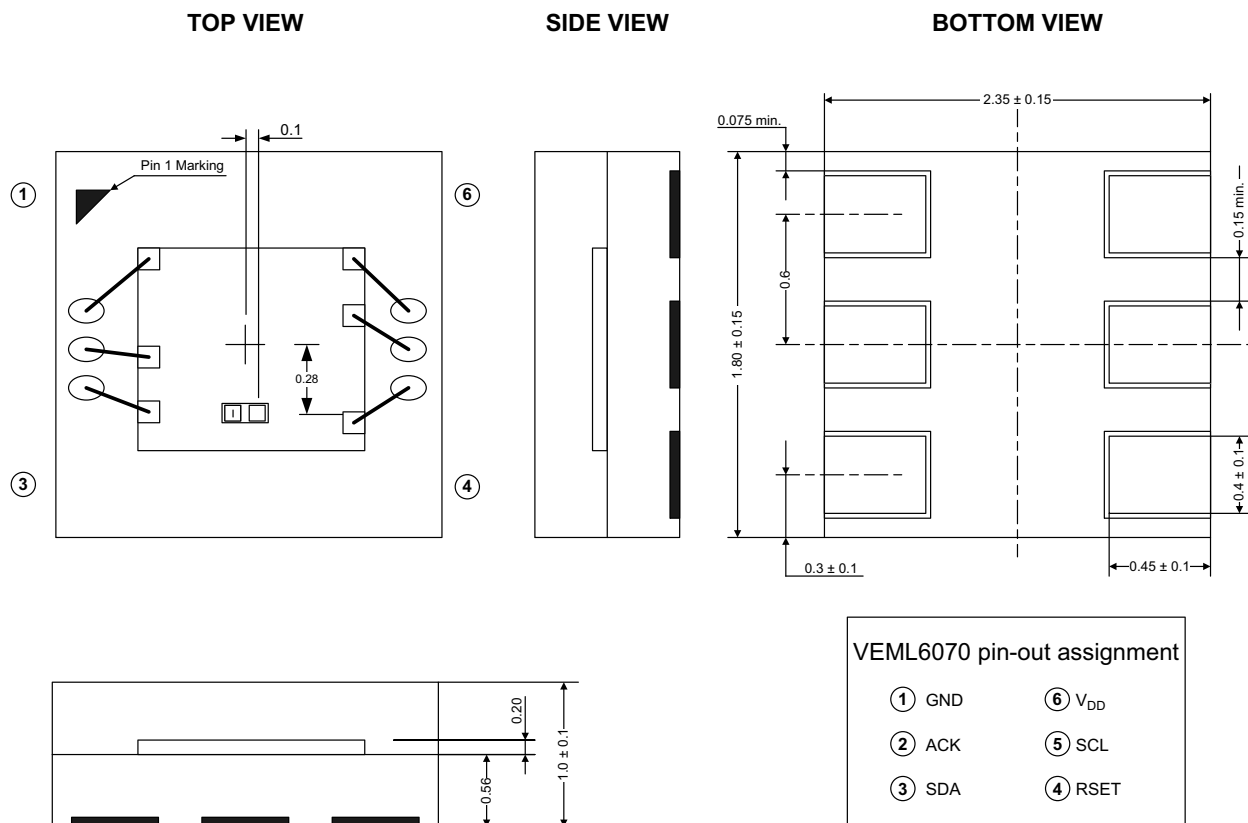 TOP VIEW
SIDE VIEW
BOTTOM VIEW
2.35 ± 0.15
0.075 min.
0.1
Pin 1 Marking
1
6
0.15 min.
0.6
1.80 ± 0.15
0.28
3
4
0.4 ± 0.1
0.3 ± 0.1
0.45 ± 0.1
VEML6070 pin-out assignment
1 GND
6 VDD
2 ACK
5 SCL
3 SDA
4 RSET
0.20
1.0 ± 0.1
0.56